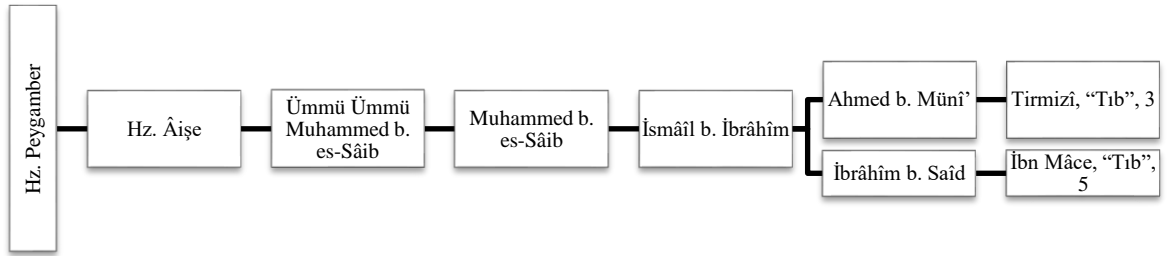 Hz. Peygamber
Hz. Âişe
Ümmü Ümmü
Muhammed b.
es-Sâib
Muhammed b.
es-Sâib
İsmâîl b. İbrâhîm
Ahmed b. Münî’
Tirmizî, “Tıb”, 3
İbrâhîm b. Saîd
İbn Mâce, “Tıb”,
5